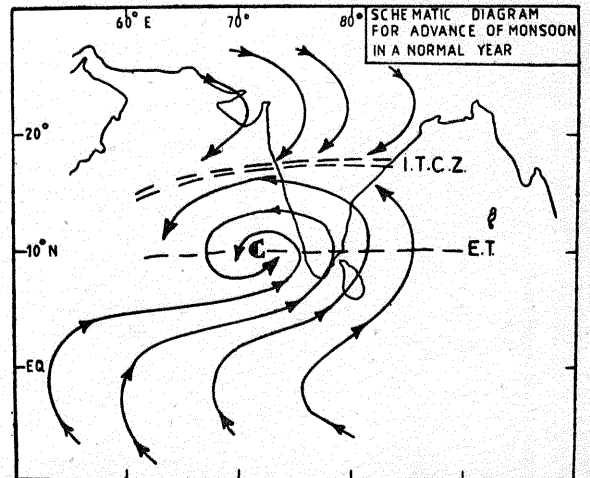 60° E
70°
80°
SCHEMATIC DIAGRAM
FOR ADVANCE OF MONSOON
IN A NORMAL YEAR
20°
I.T.C.Z.
10°N
C
E.T.
EQ.